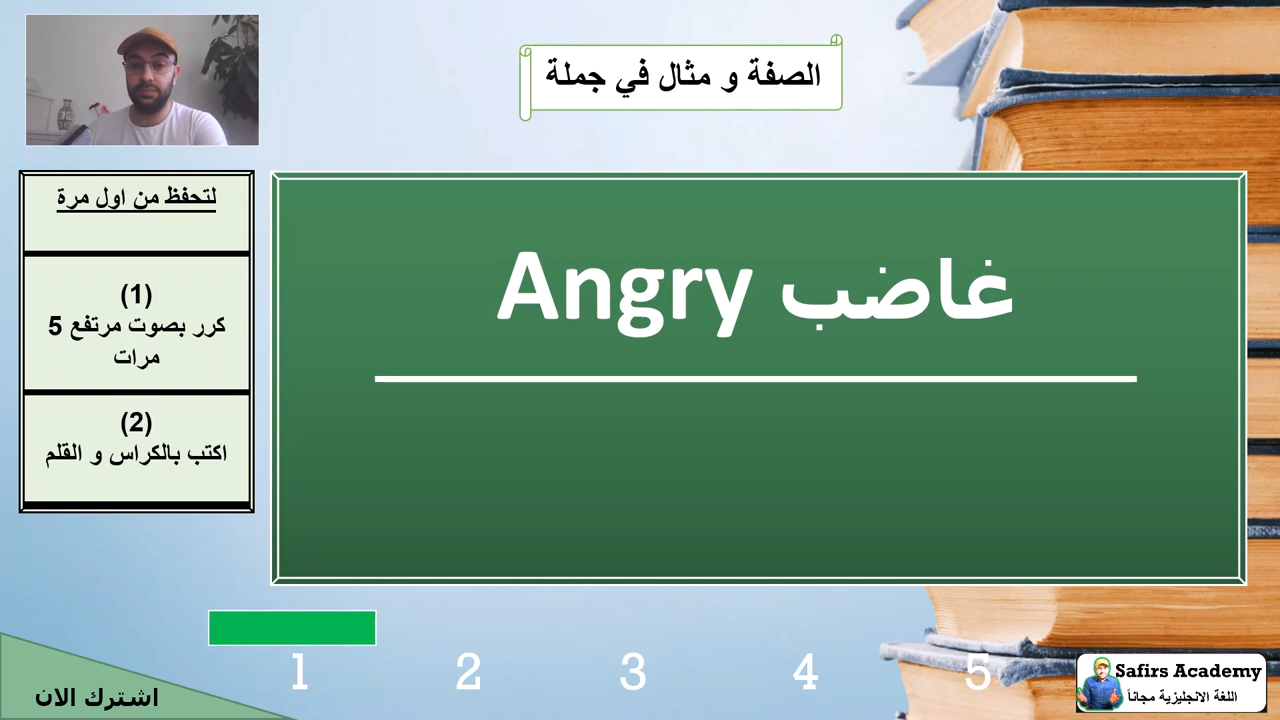 الصفة و مثال في جملة
لتحفظ من اول مرة
(1)
كرر بصوت مرتفع 5
مرات
(2)
اكتب بالكراس و القلم
Angry غاضب
1 2 3 4 5
اشترك الان
Safirs Academy
اللغة الانجليزية مجاناً